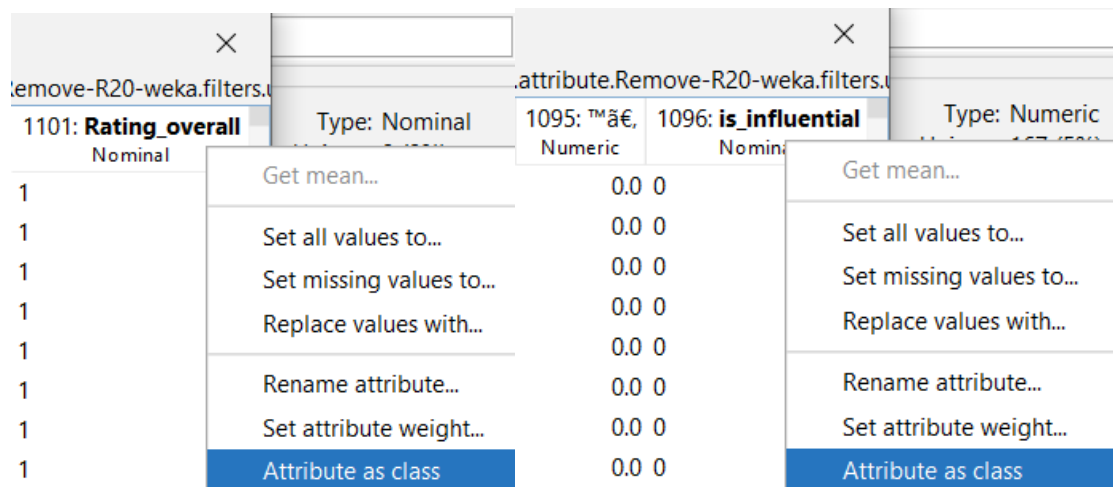 emove-R20-weka.filters.u
1101: Rating_overall
Nominal
Type: Nominal
1
1
1
1
1
1
1
1
Get mean...
Set all values to...
Set missing values to...
Replace values with...
Rename attribute...
Set attribute weight...
Attribute as class
.attribute.Remove-R20-weka.filters.u
1095: ™ã€, 1096: is_influential
Numeric Nomina
Type: Numeric
0.0 0
0.0 0
0.0 0
0.0 0
0.0 0
0.0 0
0.0 0
0.0 0
Get mean...
Set all values to...
Set missing values to...
Replace values with...
Rename attribute...
Set attribute weight...
Attribute as class